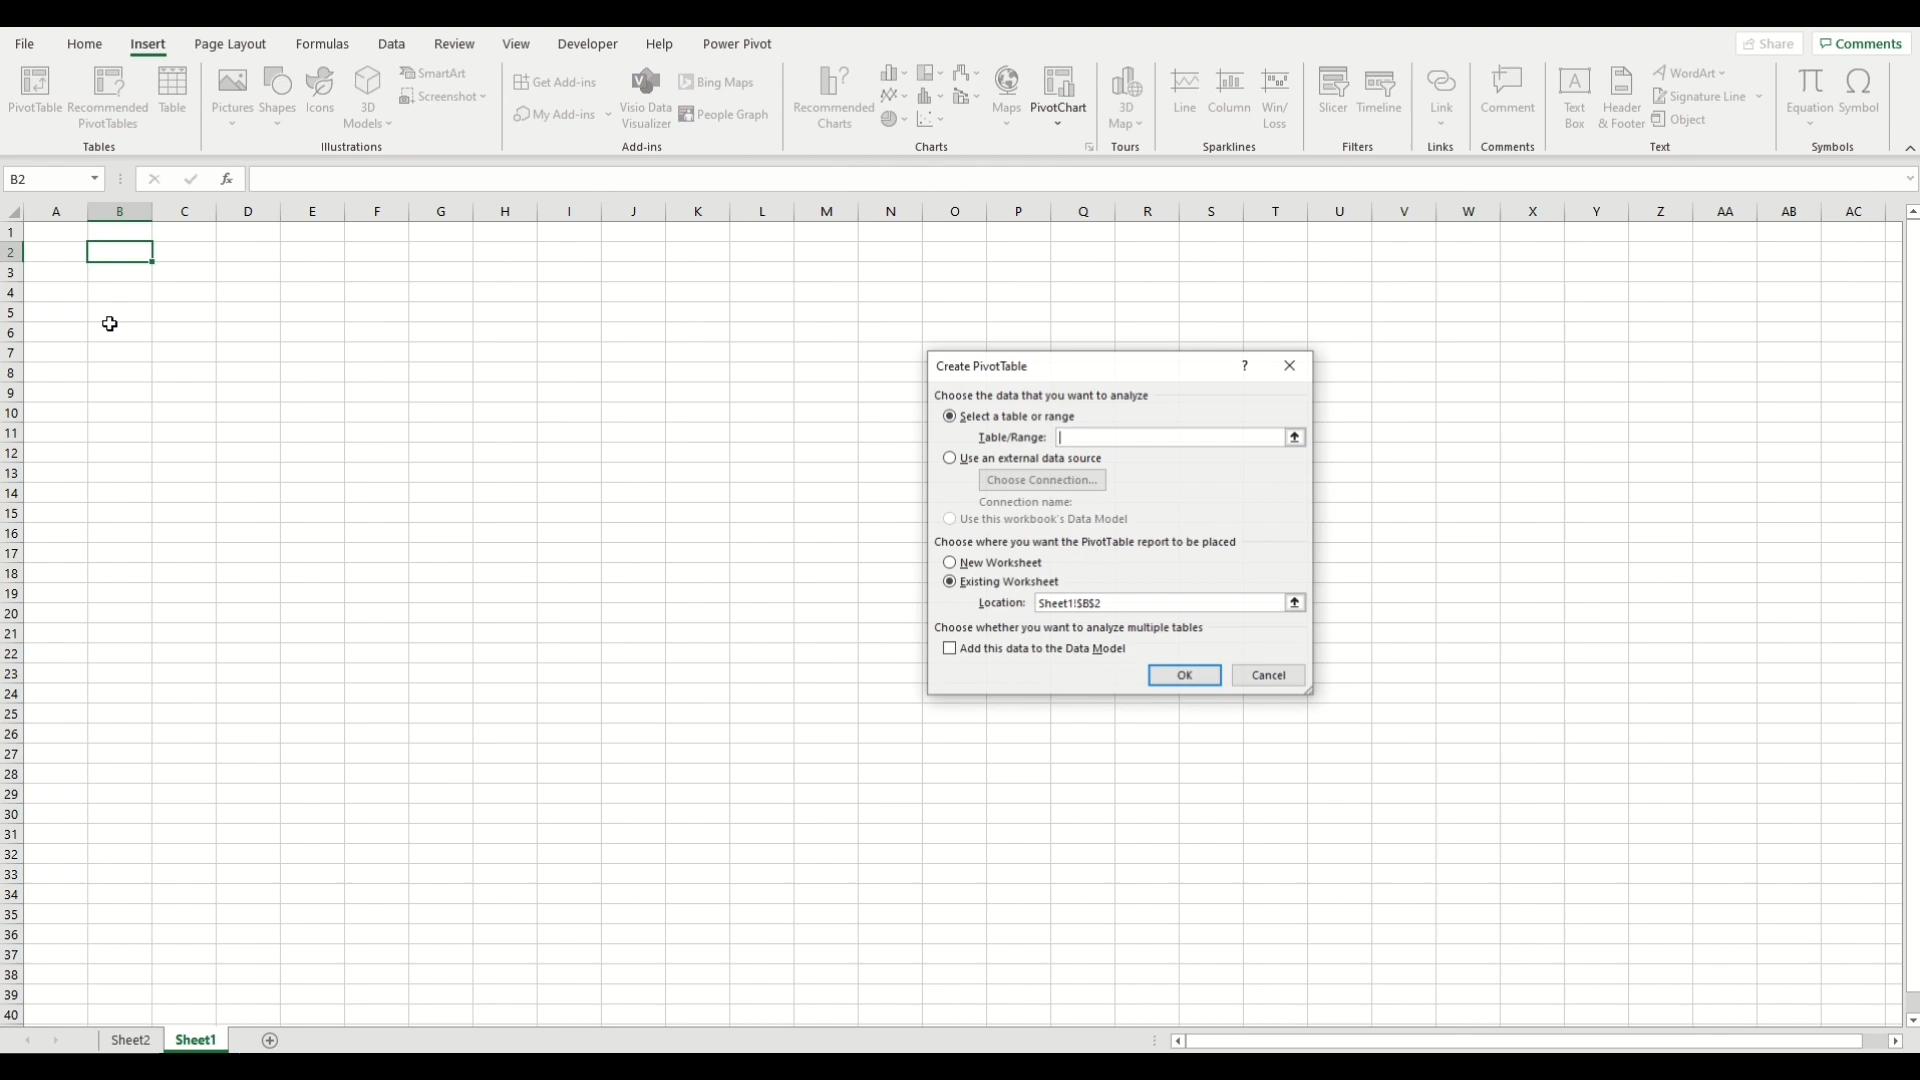 File Home Insert Page Layout Formulas Data Review View Developer Help Power Pivot Share Comments
PivotTable Recommended PivotTables Table
Tables
Pictures Shapes Icons 3D Models SmartArt Screenshot
Illustrations
Get Add-ins My Add-ins Visio Data Visualizer Bing Maps People Graph
Add-ins
Recommended Charts Maps PivotChart
Charts
3D Map
Tours
Line Column Win/ Loss
Sparklines
Slicer Timeline
Filters
Link
Links
Comment
Comments
Text Box Header & Footer WordArt Signature Line Object
Text
Equation Symbol
Symbols
B2 fx
A B C D E F G H I J K L M N O P Q R S T U V W X Y Z AA AB AC
1
2
3
4
5
6
7
8
9
10
11
12
13
14
15
16
17
18
19
20
21
22
23
24
25
26
27
28
29
30
31
32
33
34
35
36
37
38
39
40
Create PivotTable ?
Choose the data that you want to analyze
Select a table or range
Table/Range:
Use an external data source
Choose Connection...
Connection name:
Use this workbook's Data Model
Choose where you want the PivotTable report to be placed
New Worksheet
Existing Worksheet
Location: Sheet1!$B$2
Choose whether you want to analyze multiple tables
Add this data to the Data Model
OK Cancel
Sheet2 Sheet1